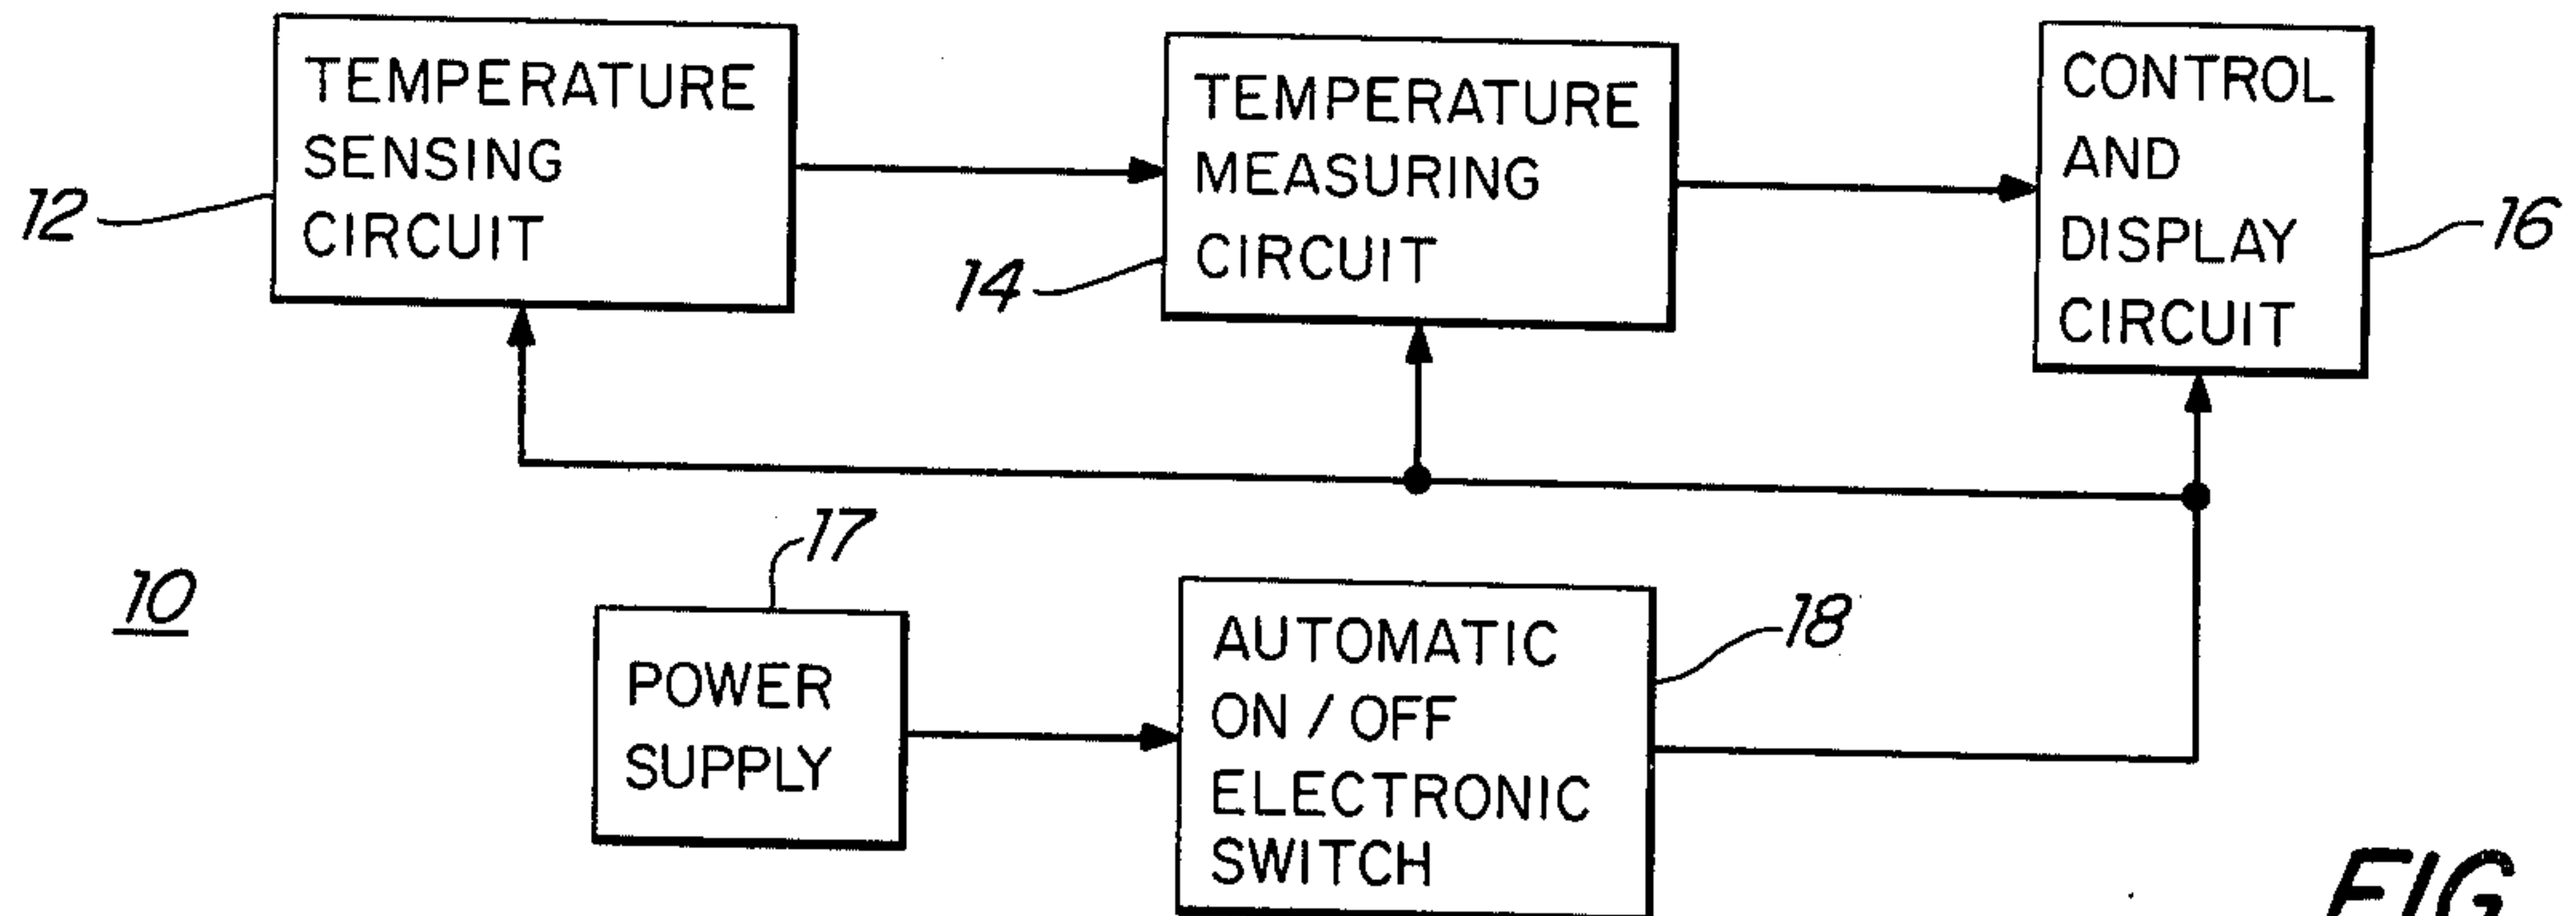 TEMPERATURE
SENSING
CIRCUIT
12
TEMPERATURE
MEASURING
CIRCUIT
14
CONTROL
AND
DISPLAY
CIRCUIT
16
10
17
POWER
SUPPLY
AUTOMATIC
ON / OFF
ELECTRONIC
SWITCH
18
FIG